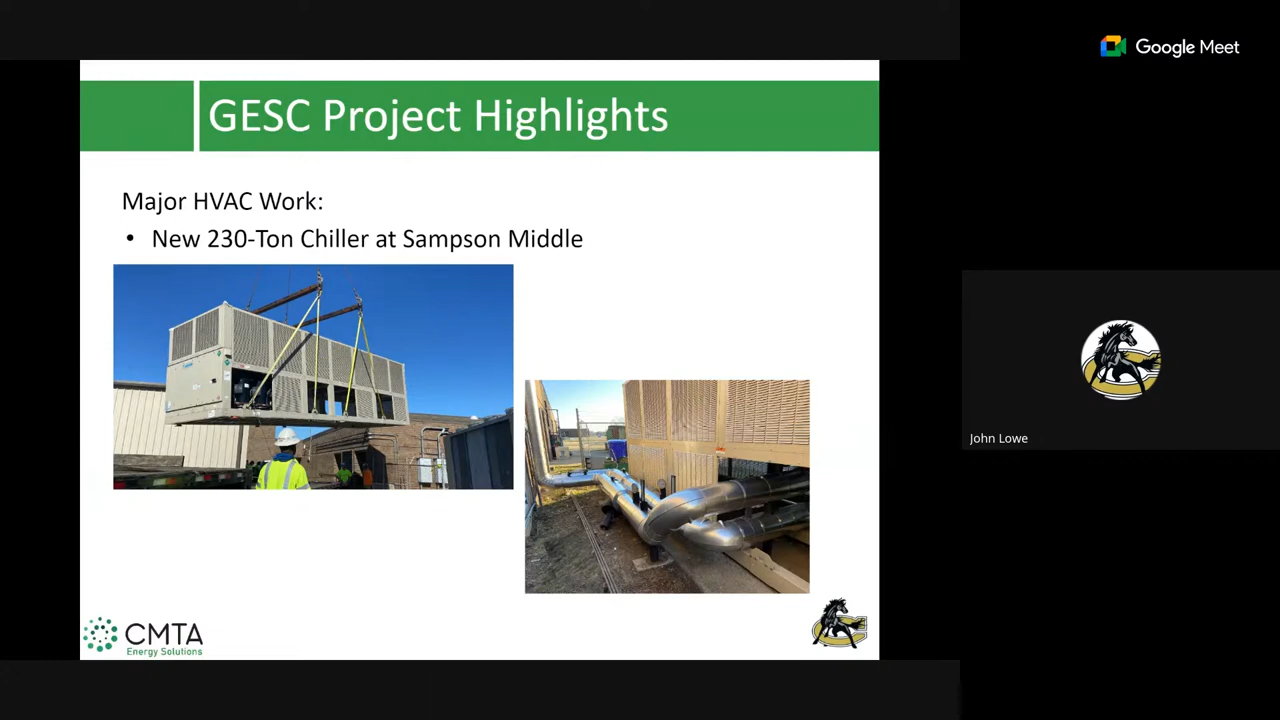 Google Meet
GESC Project Highlights
Major HVAC Work:
• New 230-Ton Chiller at Sampson Middle
John Lowe
CMTA
Energy Solutions